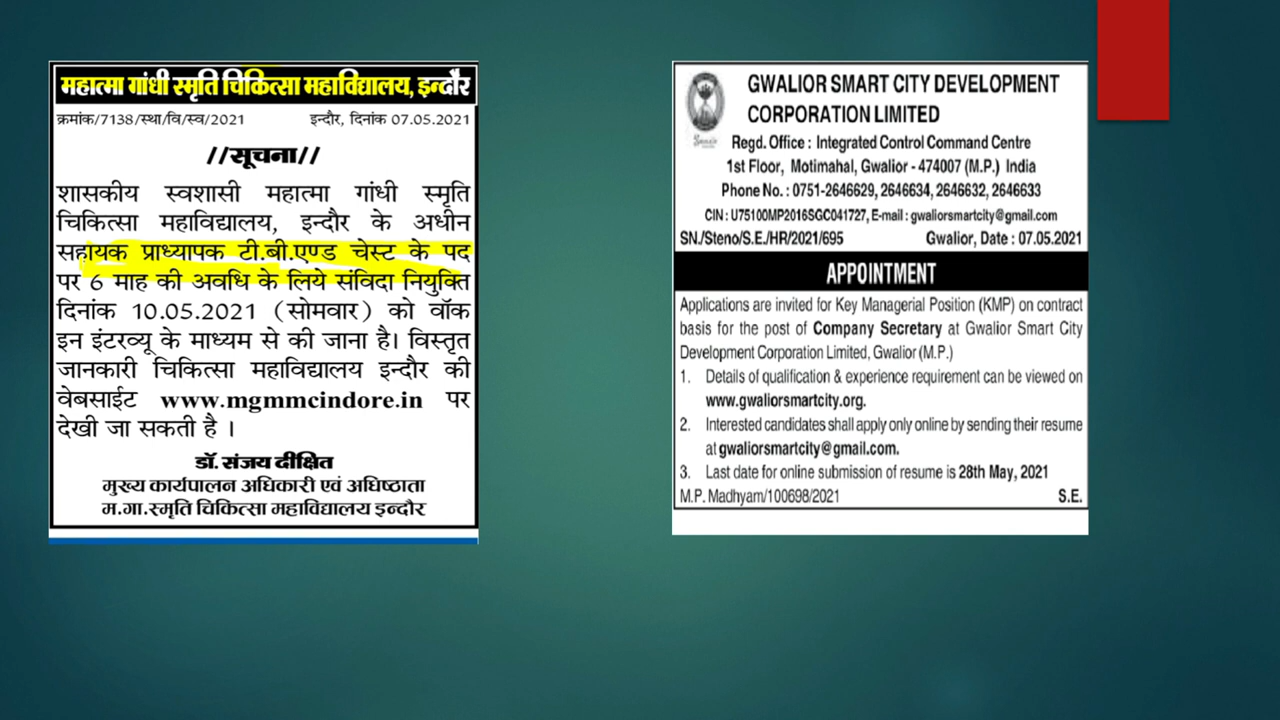 महात्मा गांधी स्मृति चिकित्सा महाविद्यालय, इन्दौर
क्रमांक/7138/स्था/वि/स्व/2021 इन्दौर, दिनांक 07.05.2021
//सूचना//
शासकीय स्वशासी महात्मा गांधी स्मृति
चिकित्सा महाविद्यालय, इन्दौर के अधीन
सहायक प्राध्यापक टी.बी.एण्ड चेस्ट के पद
पर 6 माह की अवधि के लिये संविदा नियुक्ति
दिनांक 10.05.2021 (सोमवार) को वॉक
इन इंटरव्यू के माध्यम से की जाना है। विस्तृत
जानकारी चिकित्सा महाविद्यालय इन्दौर की
वेबसाईट www.mgmmcindore.in पर
देखी जा सकती है ।
डॉ. संजय दीक्षित
मुख्य कार्यपालन अधिकारी एवं अधिष्ठाता
म.गा.स्मृति चिकित्सा महाविद्यालय इन्दौर
GWALIOR SMART CITY DEVELOPMENT
CORPORATION LIMITED
Regd. Office : Integrated Control Command Centre
1st Floor, Motimahal, Gwalior - 474007 (M.P.) India
Phone No. : 0751-2646629, 2646634, 2646632, 2646633
CIN : U75100MP2016SGC041727, E-mail : gwaliorsmartcity@gmail.com
SN./Steno/S.E./HR/2021/695 Gwalior, Date : 07.05.2021
APPOINTMENT
Applications are invited for Key Managerial Position (KMP) on contract
basis for the post of Company Secretary at Gwalior Smart City
Development Corporation Limited, Gwalior (M.P.)
1. Details of qualification & experience requirement can be viewed on
www.gwaliorsmartcity.org.
2. Interested candidates shall apply only online by sending their resume
at gwaliorsmartcity@gmail.com.
3. Last date for online submission of resume is 28th May, 2021
M.P. Madhyam/100698/2021 S.E.